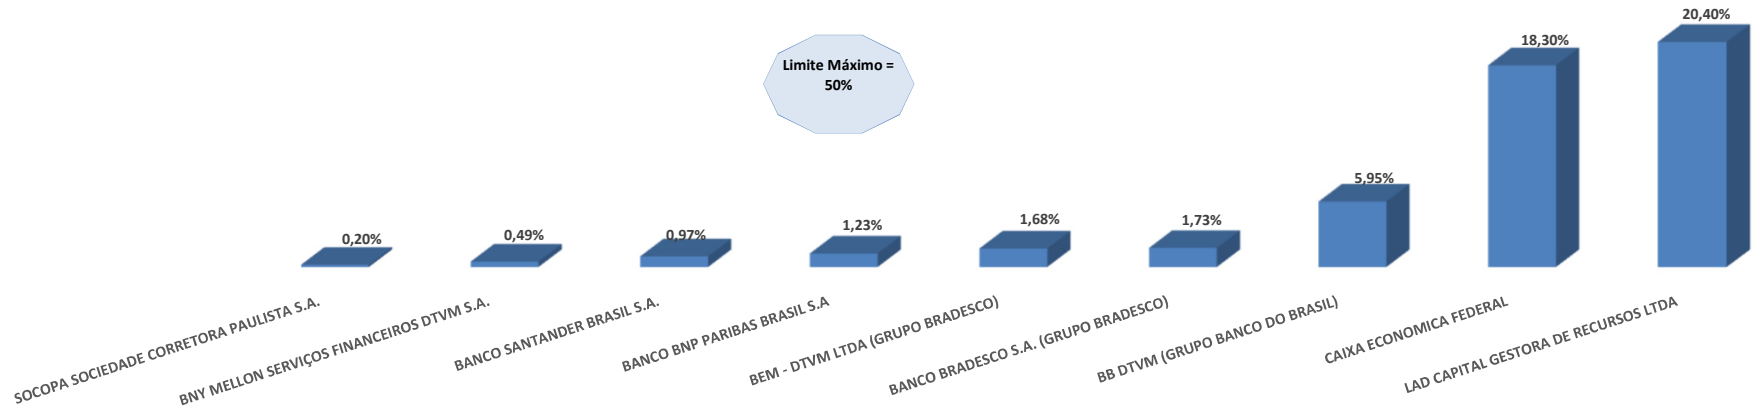 20,40%
18,30%
Limite Máximo =
50%
5,95%
1,73%
1,68%
1,23%
0,97%
0,49%
0,20%
SOCOPA SOCIEDADE CORRETORA PAULISTA S.A.
BNY MELLON SERVIÇOS FINANCEIROS DTVM S.A.
BANCO SANTANDER BRASIL S.A.
BANCO BNP PARIBAS BRASIL S.A
BEM - DTVM LTDA (GRUPO BRADESCO)
BANCO BRADESCO S.A. (GRUPO BRADESCO)
BB DTVM (GRUPO BANCO DO BRASIL)
CAIXA ECONOMICA FEDERAL
LAD CAPITAL GESTORA DE RECURSOS LTDA